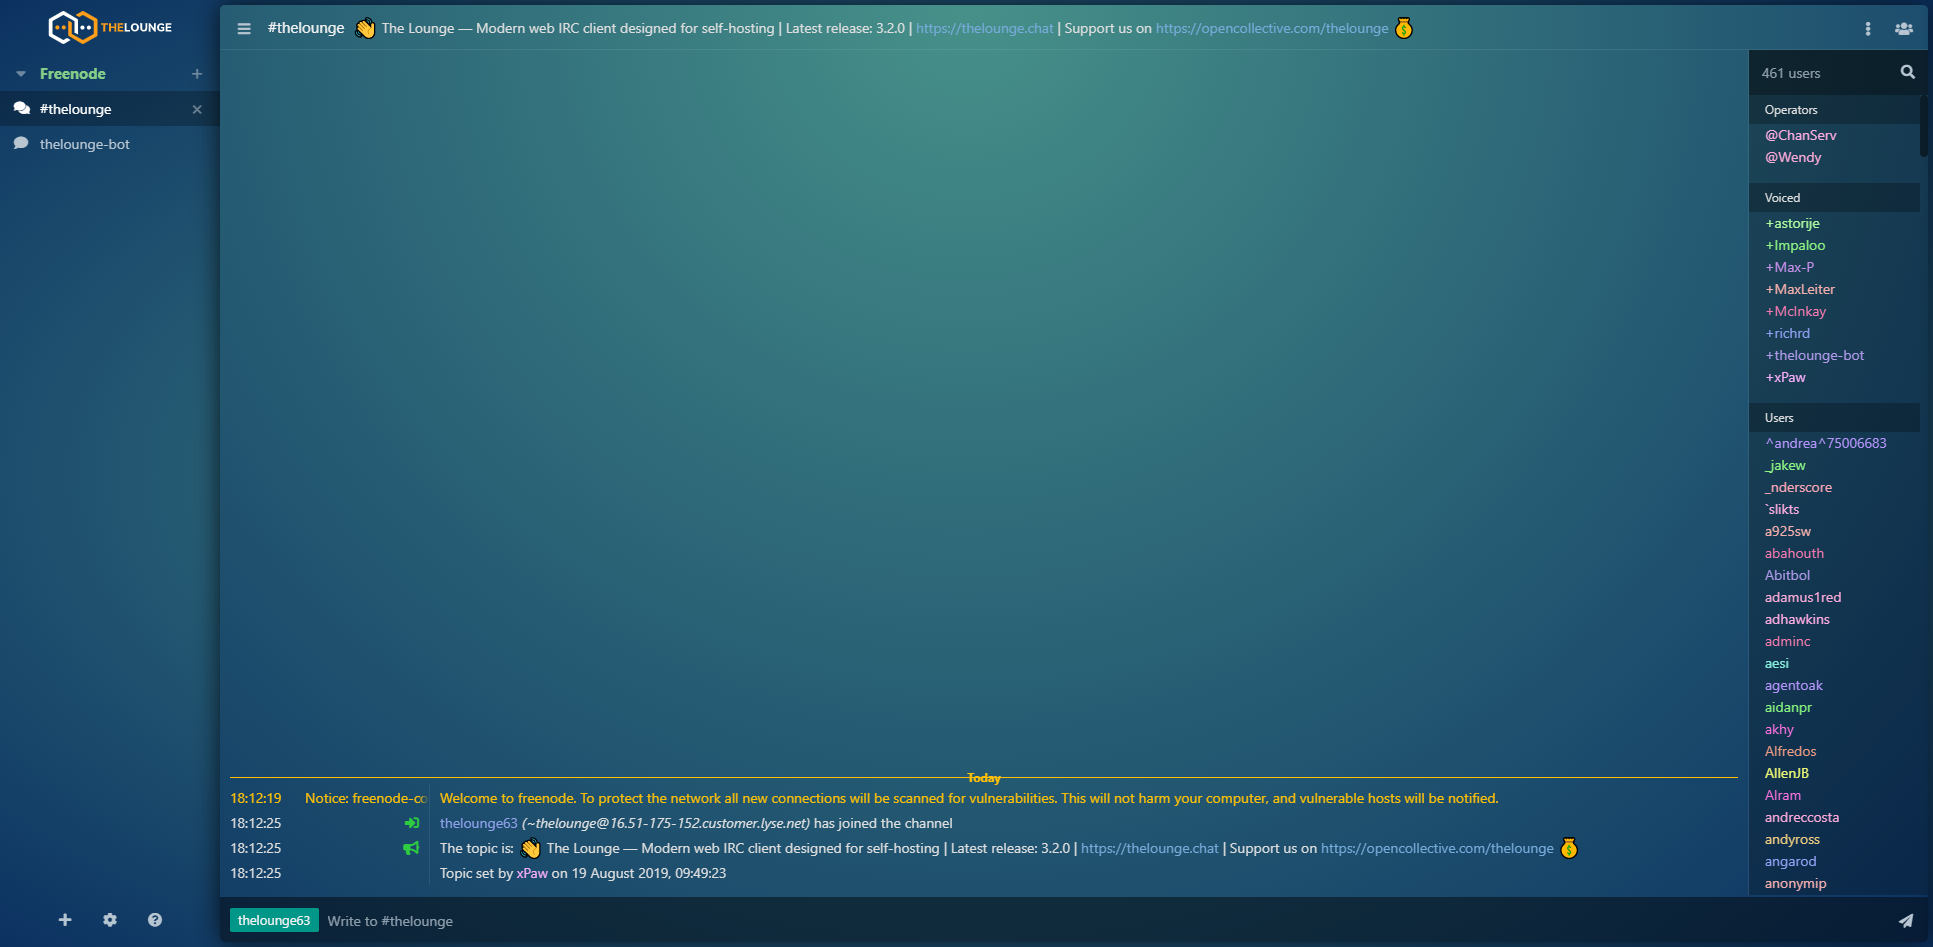 THELOUNGE
Freenode
#thelounge
thelounge-bot
#thelounge 👋 The Lounge — Modern web IRC client designed for self-hosting | Latest release: 3.2.0 | https://thelounge.chat | Support us on https://opencollective.com/thelounge 💰
Today
18:12:19 Notice: freenode-co Welcome to freenode. To protect the network all new connections will be scanned for vulnerabilities. This will not harm your computer, and vulnerable hosts will be notified.
18:12:25 thelounge63 (~thelounge@16.51-175-152.customer.lyse.net) has joined the channel
18:12:25 The topic is: 👋 The Lounge — Modern web IRC client designed for self-hosting | Latest release: 3.2.0 | https://thelounge.chat | Support us on https://opencollective.com/thelounge 💰
18:12:25 Topic set by xPaw on 19 August 2019, 09:49:23
thelounge63 Write to #thelounge
461 users
Operators
@ChanServ
@Wendy
Voiced
+astorije
+Impaloo
+Max-P
+MaxLeiter
+McInkay
+richrd
+thelounge-bot
+xPaw
Users
^andrea^75006683
_jakew
_nderscore
`slikts
a925sw
abahouth
Abitbol
adamus1red
adhawkins
adminc
aesi
agentoak
aidanpr
akhy
Alfredos
AllenJB
Alram
andreccosta
andyross
angarod
anonymip